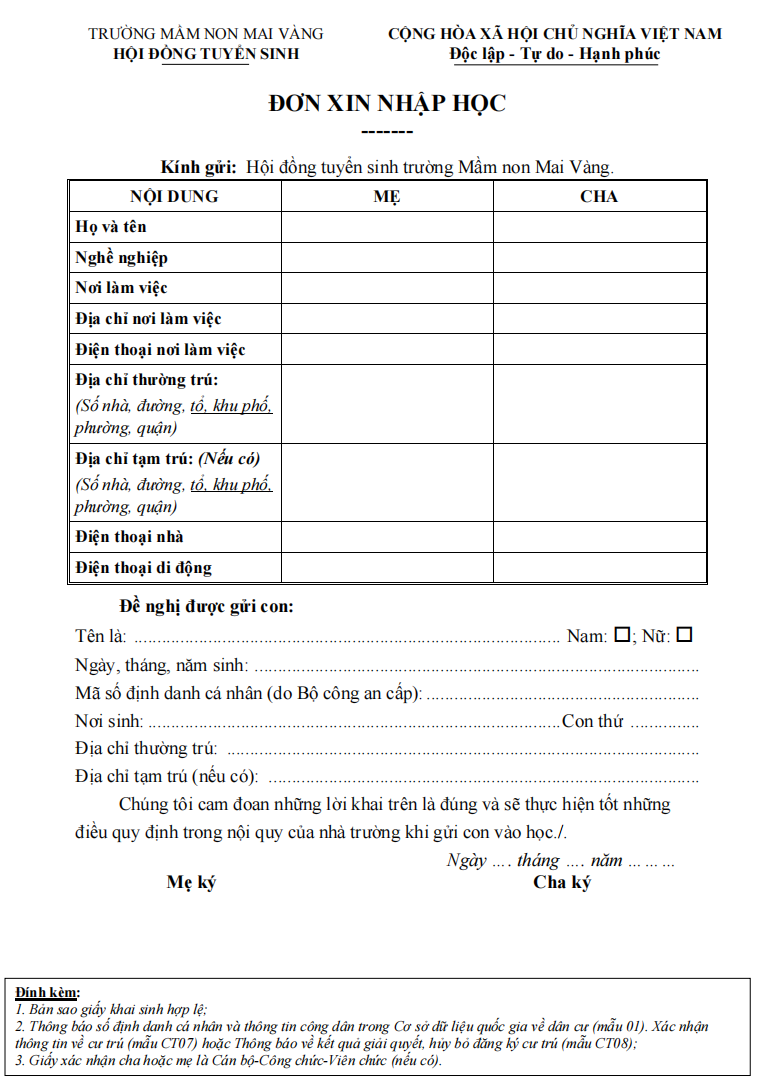 TRƯỜNG MẦM NON MAI VÀNG
HỘI ĐỒNG TUYỂN SINH
CỘNG HÒA XÃ HỘI CHỦ NGHĨA VIỆT NAM
Độc lập - Tự do - Hạnh phúc
ĐƠN XIN NHẬP HỌC
-------
Kính gửi: Hội đồng tuyển sinh trường Mầm non Mai Vàng.
NỘI DUNG MẸ CHA
Họ và tên
Nghề nghiệp
Nơi làm việc
Địa chỉ nơi làm việc
Điện thoại nơi làm việc
Địa chỉ thường trú:
(Số nhà, đường, tổ, khu phố,
phường, quận)
Địa chỉ tạm trú: (Nếu có)
(Số nhà, đường, tổ, khu phố,
phường, quận)
Điện thoại nhà
Điện thoại di động
Đề nghị được gửi con:
Tên là: ........................................................................................... Nam: ☐; Nữ: ☐
Ngày, tháng, năm sinh: ...............................................................................................
Mã số định danh cá nhân (do Bộ công an cấp): ..........................................................
Nơi sinh: ........................................................................................Con thứ ...............
Địa chỉ thường trú: .....................................................................................................
Địa chỉ tạm trú (nếu có): ............................................................................................
Chúng tôi cam đoan những lời khai trên là đúng và sẽ thực hiện tốt những
điều quy định trong nội quy của nhà trường khi gửi con vào học./.
Ngày .... tháng .... năm ... ... ...
Mẹ ký Cha ký
Đính kèm:
1. Bản sao giấy khai sinh hợp lệ;
2. Thông báo số định danh cá nhân và thông tin công dân trong Cơ sở dữ liệu quốc gia về dân cư (mẫu 01). Xác nhận
thông tin về cư trú (mẫu CT07) hoặc Thông báo về kết quả giải quyết, hủy bỏ đăng ký cư trú (mẫu CT08);
3. Giấy xác nhận cha hoặc mẹ là Cán bộ-Công chức-Viên chức (nếu có).